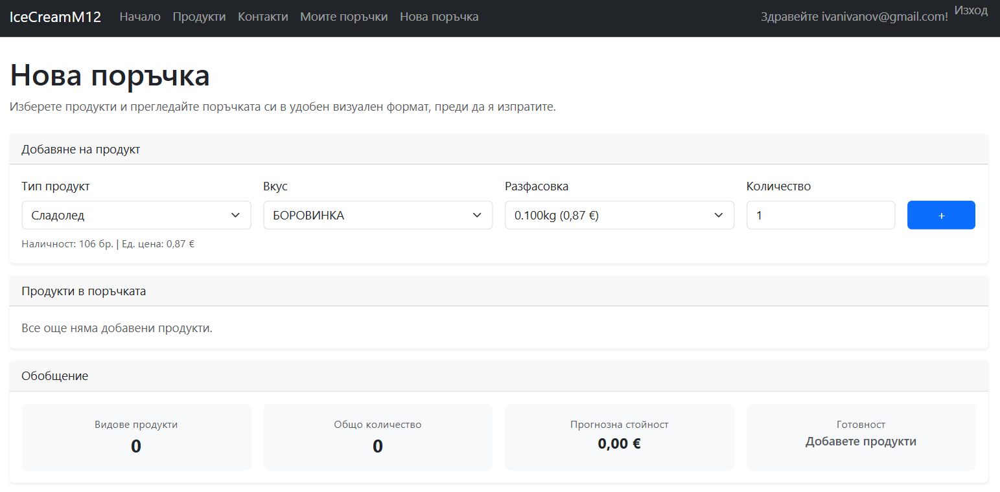 IceCreamM12 Начало Продукти Контакти Моите поръчки Нова поръчка Здравейте ivanivanov@gmail.com! Изход
Нова поръчка
Изберете продукти и прегледайте поръчката си в удобен визуален формат, преди да я изпратите.
Добавяне на продукт
Тип продукт Вкус Разфасовка Количество
Сладолед БОРОВИНКА 0.100kg (0,87 €) 1 +
Наличност: 106 бр. | Ед. цена: 0,87 €
Продукти в поръчката
Все още няма добавени продукти.
Обобщение
Видове продукти Общо количество Прогнозна стойност Готовност
0 0 0,00 € Добавете продукти